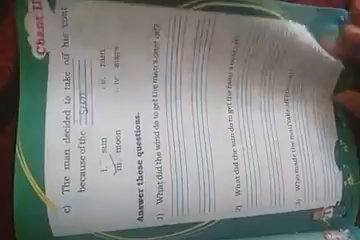 Chant It
c) The man decided to take off his coat
because of the
i. sun ii. rain
iii. moon iv. stars
Answer these questions.
1) What did the wind do to get the man's coat off?
2) What did the sun do to get the man's coat off?
3) Who made the man take off his coat?